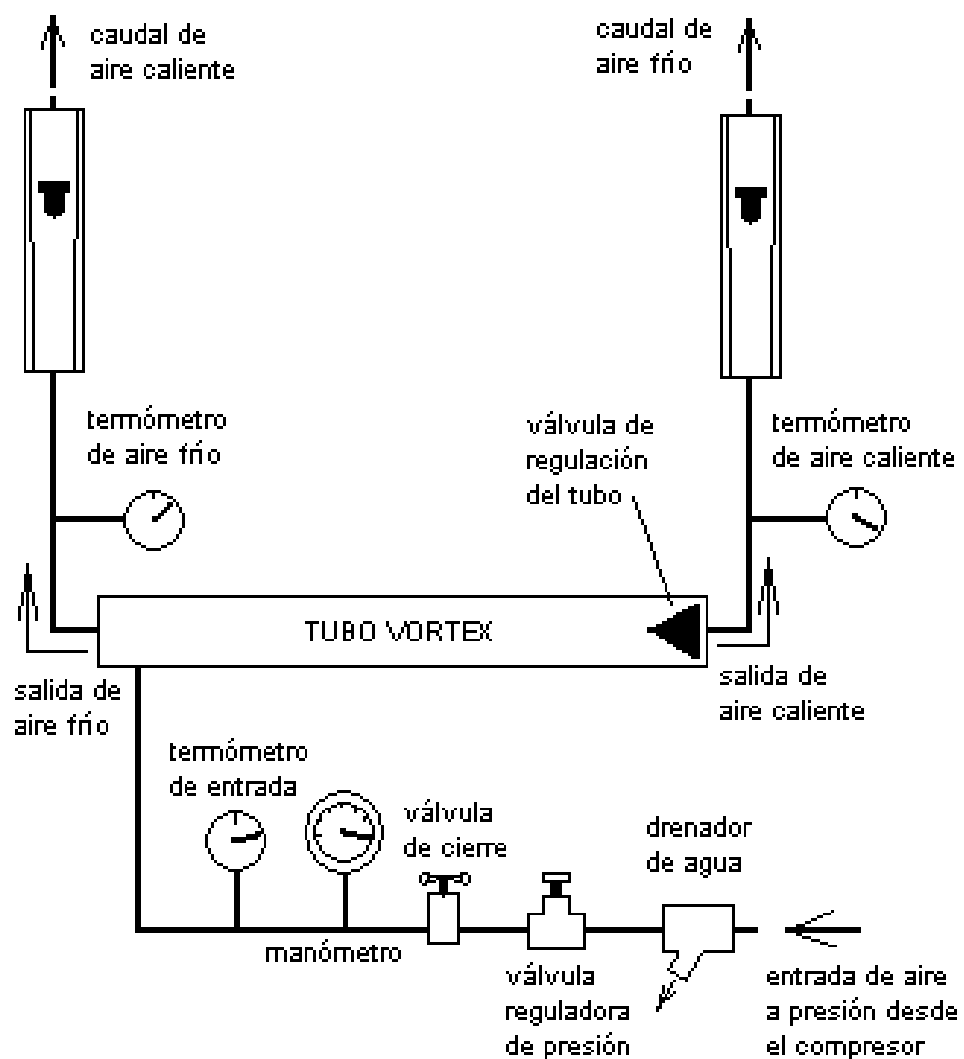 caudal de
aire caliente
caudal de
aire frío
termómetro
de aire frío
válvula de
regulación
del tubo
termómetro
de aire caliente
TUBO VORTEX
salida de
aire frío
salida de
aire caliente
termómetro
de entrada
válvula
de cierre
drenador
de agua
manómetro
válvula
reguladora
de presión
entrada de aire
a presión desde
el compresor